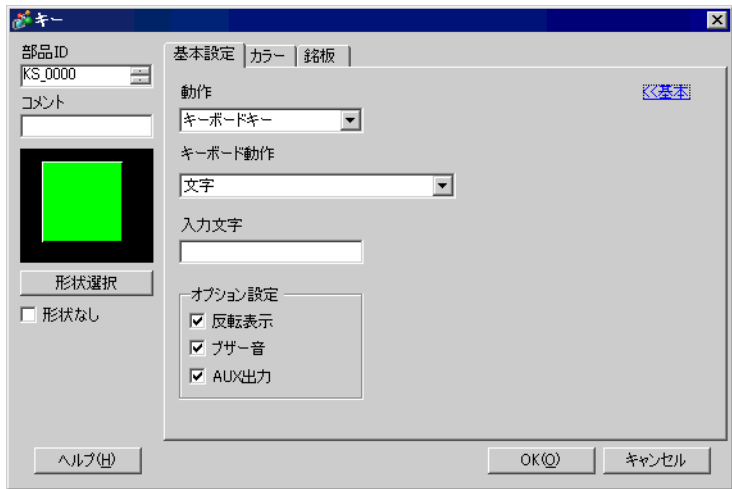 キー
部品ID
KS_0000
コメント
形状選択
形状なし
基本設定 カラー 銘板
動作
<<基本
キーボードキー
キーボード動作
文字
入力文字
オプション設定
反転表示
ブザー音
AUX出力
ヘルプ(H) OK(O) キャンセル